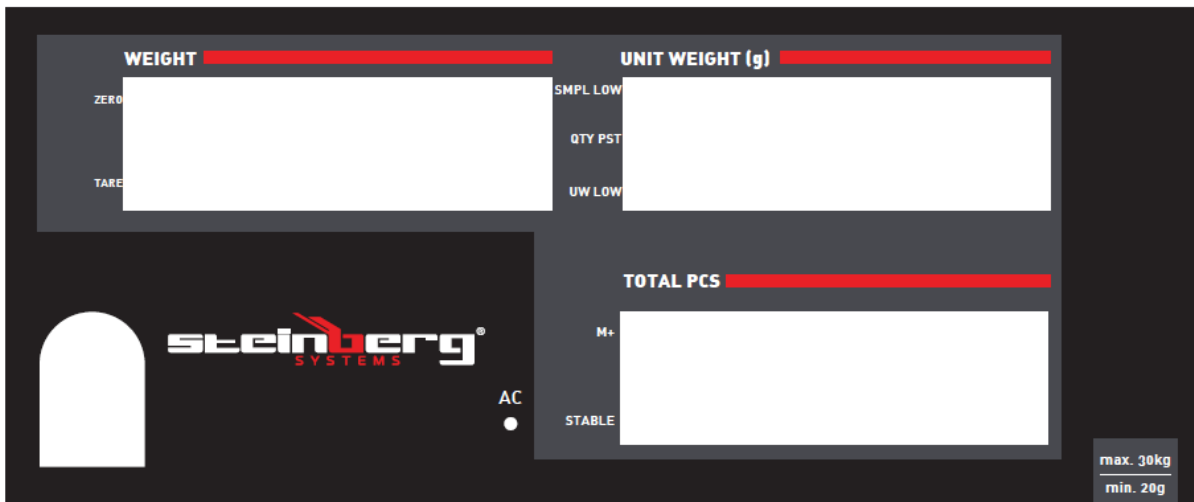 WEIGHT
UNIT WEIGHT (g)
ZERO
SMPL LOW
QTY PST
TARE
UW LOW
TOTAL PCS
M+
steinberg®
SYSTEMS
AC
STABLE
max. 30kg
min. 20g